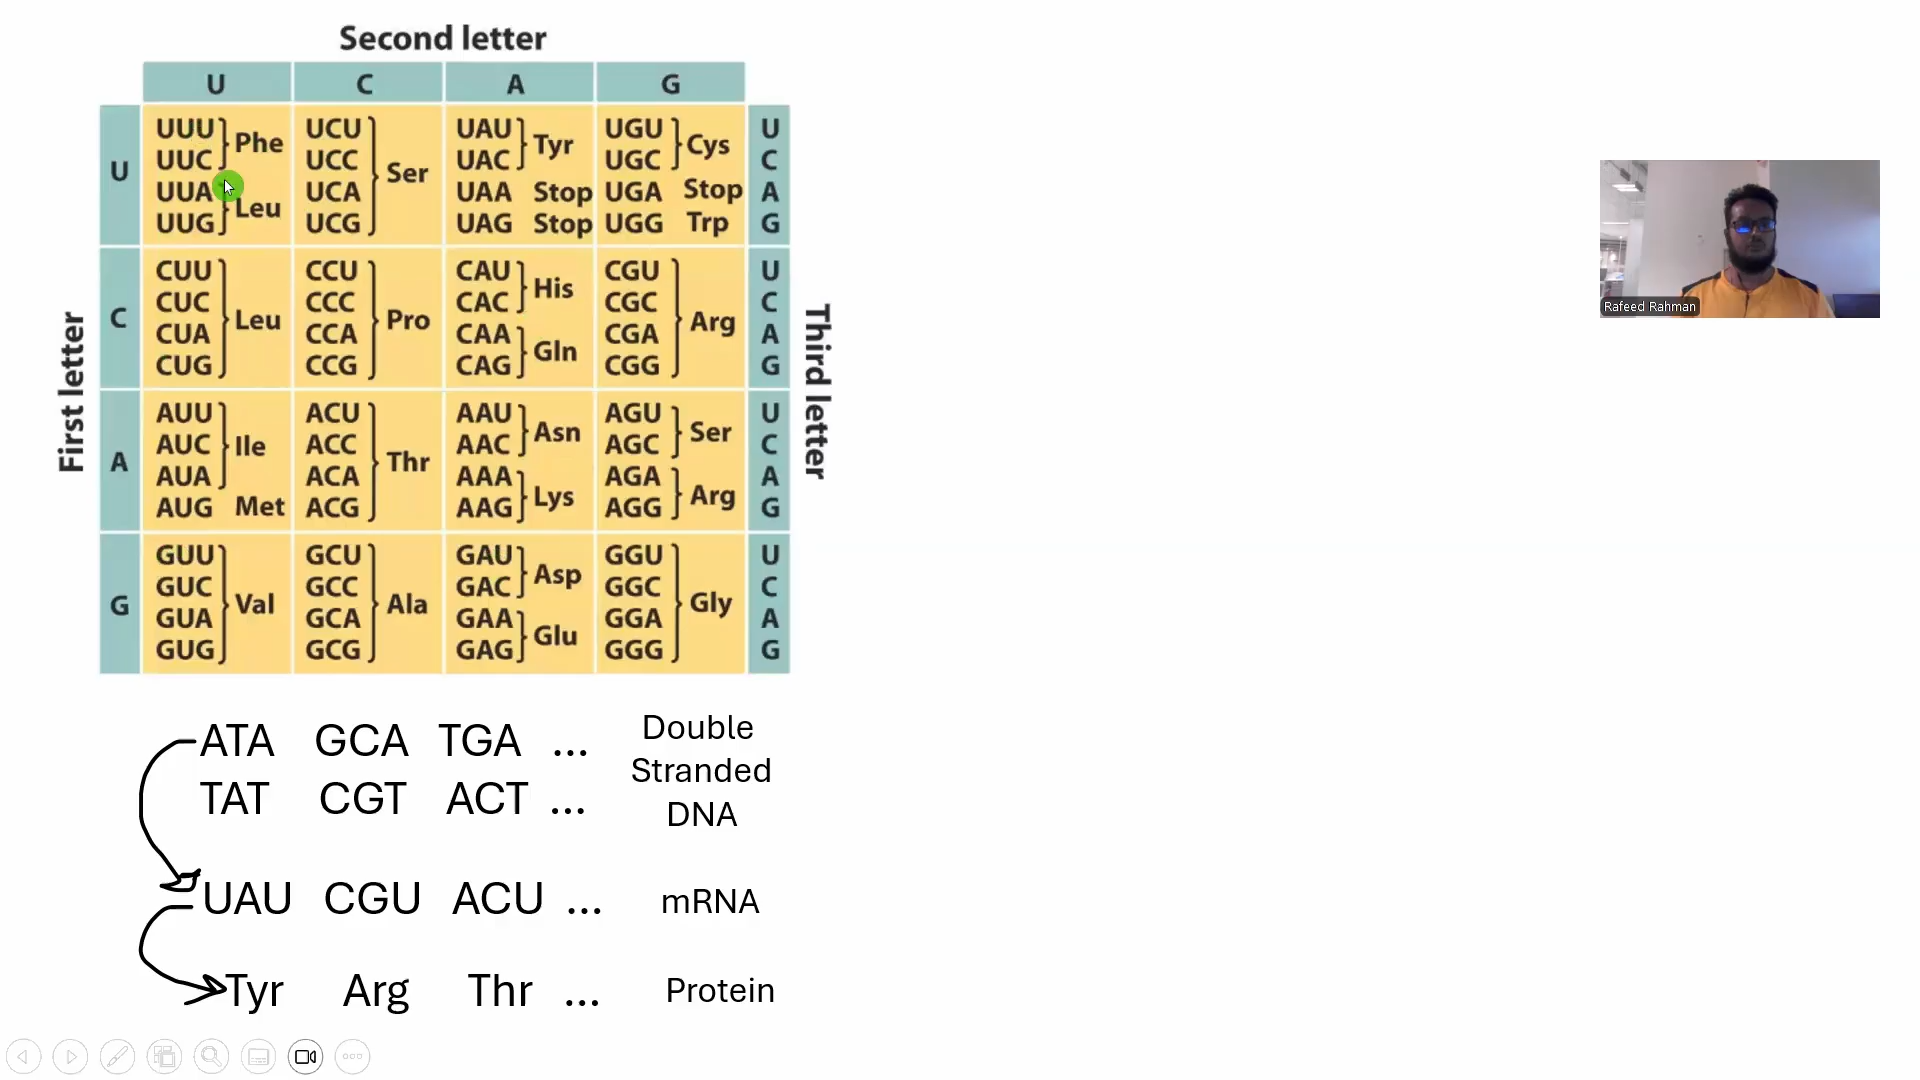 Second letter
U C A G
First letter
U
UUU UUC Phe
UUA UUG Leu
UCU UCC UCA UCG Ser
UAU UAC Tyr
UAA Stop
UAG Stop
UGU UGC Cys
UGA Stop
UGG Trp
U C A G
C
CUU CUC CUA CUG Leu
CCU CCC CCA CCG Pro
CAU CAC His
CAA CAG Gln
CGU CGC CGA CGG Arg
U C A G
A
AUU AUC AUA Ile
AUG Met
ACU ACC ACA ACG Thr
AAU AAC Asn
AAA AAG Lys
AGU AGC Ser
AGA AGG Arg
U C A G
G
GUU GUC GUA GUG Val
GCU GCC GCA GCG Ala
GAU GAC Asp
GAA GAG Glu
GGU GGC GGA GGG Gly
U C A G
Third letter
ATA GCA TGA ...
TAT CGT ACT ...
Double
Stranded
DNA
UAU CGU ACU ... mRNA
Tyr Arg Thr ... Protein
Rafeed Rahman